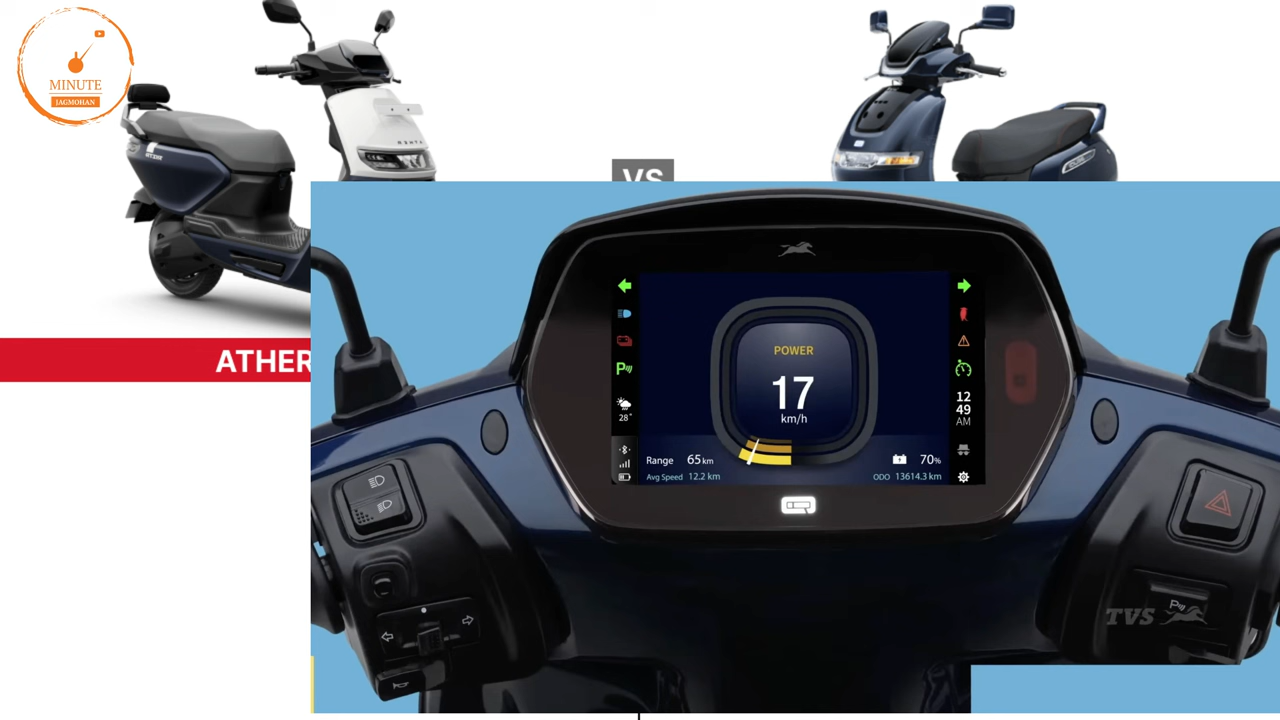 MINUTE
JAGMOHAN
VS
ATHER
POWER
17
km/h
28°
12
49
AM
Range 65 km
70%
Avg Speed 12.2 km
ODO 13614.3 km
P
P
TVS